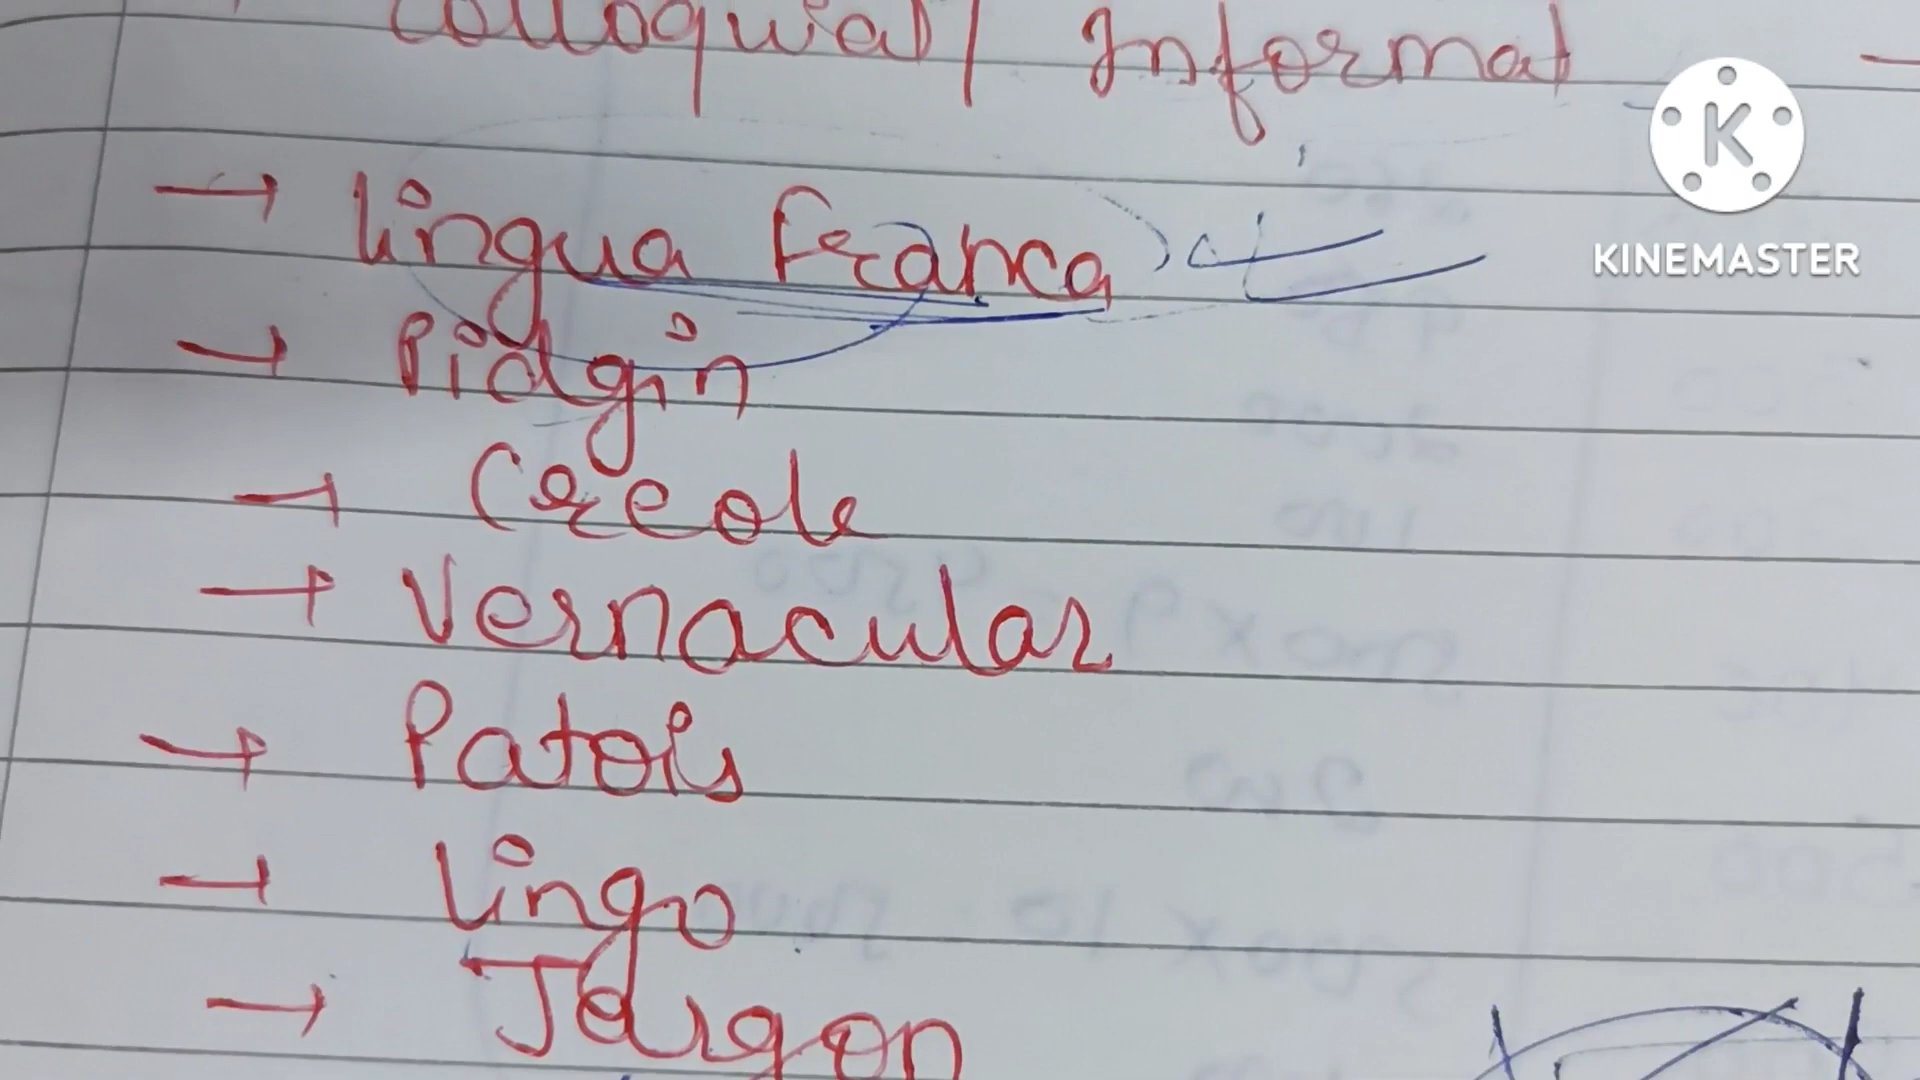 Colloquial / Informal -
→ Lingua Franca
→ Pidgin
→ Creole
→ Vernacular
→ Patois
→ Lingo
→ Jargon
K
KINEMASTER